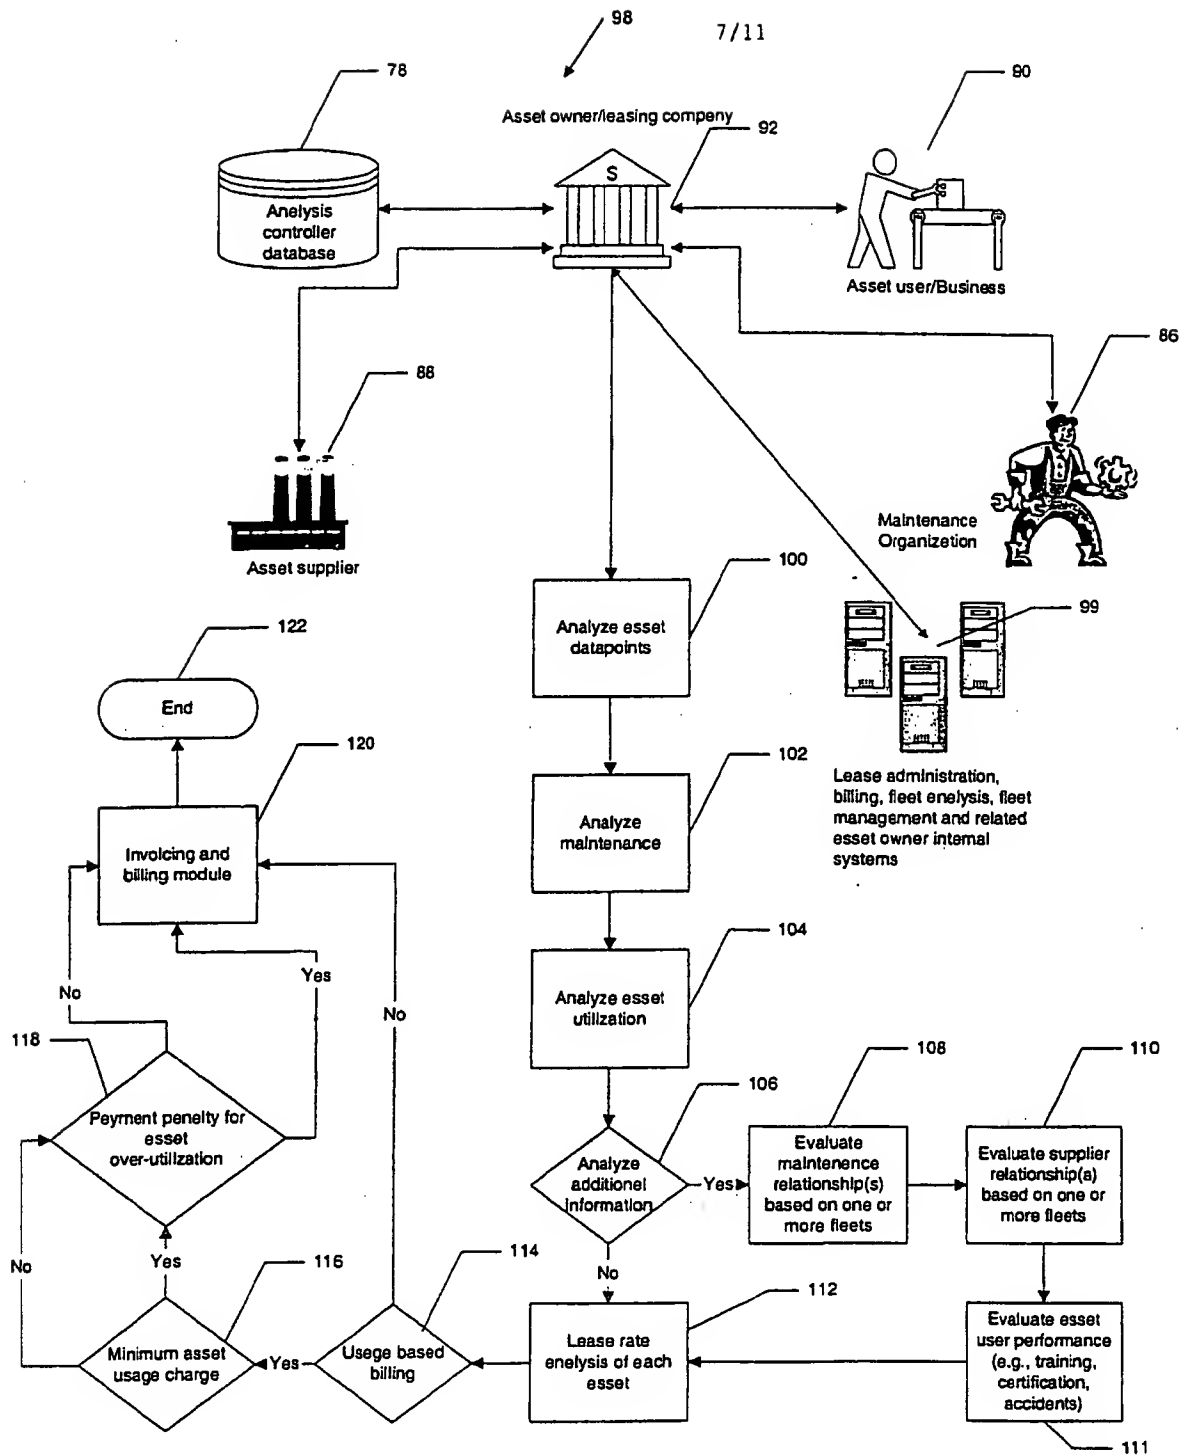 98
7/11
78
90
Asset owner/leasing company
92
S
Anelysis
controller
database
Asset user/Business
86
88
Maintenance
Organizetion
Asset supplier
100
99
Analyze esset
datapoints
122
End
120
102
Lease administration,
billing, fleet enelysis, fleet
management and related
esset owner internal
systems
Analyze
maintenance
Involcing and
billing module
104
Yes
No
No
Analyze esset
utilization
118
108
110
106
Peyment penelty for
esset
over-utilization
Analyze
additionel
information
Yes
Evaluate
maintenence
relationship(s)
based on one or
more fleets
Evaluate supplier
relationship(a)
based on one or
more fleets
No
Yes
116
114
No
112
Minimum asset
usage charge
Yes
Usege based
billing
Lease rate
enelysis of each
esset
Evaluate esset
user performance
(e.g., training,
certification,
accidents)
111